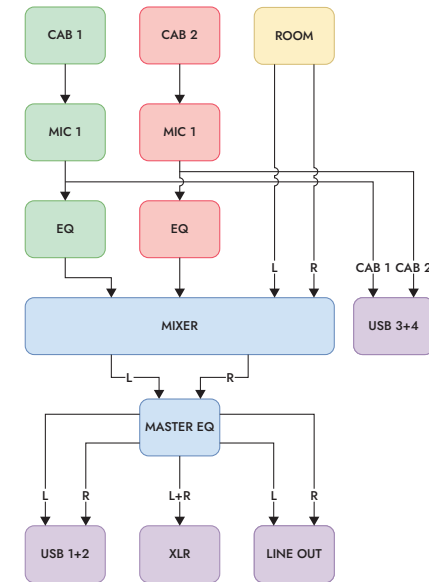 CAB 1
CAB 2
ROOM
MIC 1
MIC 1
EQ
EQ
L
R
CAB 1
CAB 2
MIXER
USB 3+4
L
R
MASTER EQ
L
R
L+R
L
R
USB 1+2
XLR
LINE OUT